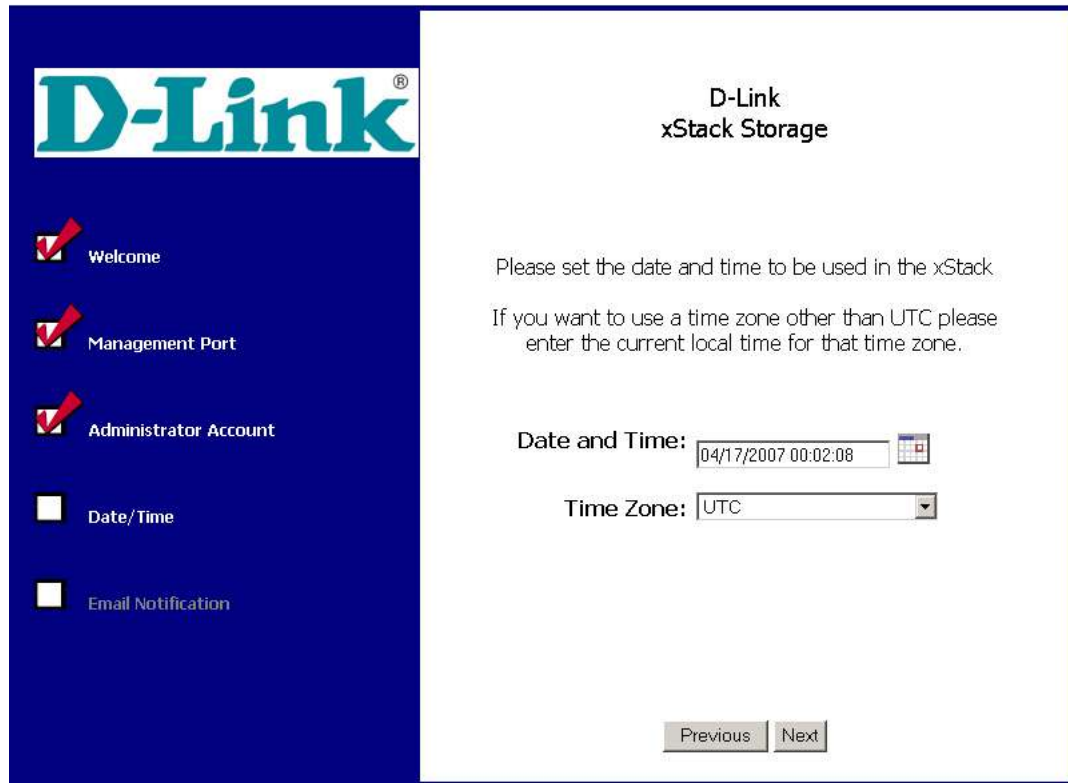 D-Link®
Welcome
Management Port
Administrator Account
Date/Time
Email Notification
D-Link
xStack Storage
Please set the date and time to be used in the xStack
If you want to use a time zone other than UTC please
enter the current local time for that time zone.
Date and Time: 04/17/2007 00:02:08
Time Zone: UTC
Previous Next